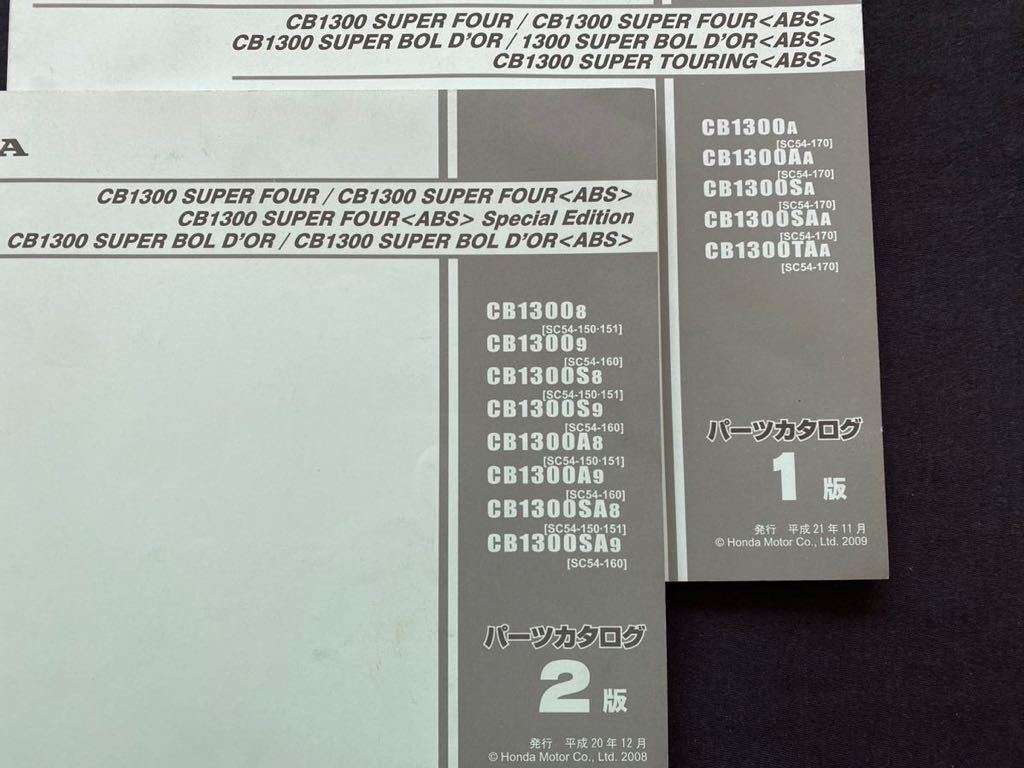 CB1300 SUPER FOUR / CB1300 SUPER FOUR<ABS>
CB1300 SUPER BOL D'OR / 1300 SUPER BOL D'OR<ABS>
CB1300 SUPER TOURING<ABS>
CB1300A
[SC54-170]
CB1300AA
[SC54-170]
CB1300SA
[SC54-170]
CB1300SAA
[SC54-170]
CB1300TAA
[SC54-170]
パーツカタログ
1版
発行 平成21年11月
© Honda Motor Co., Ltd. 2009
A
CB1300 SUPER FOUR / CB1300 SUPER FOUR<ABS>
CB1300 SUPER FOUR<ABS> Special Edition
CB1300 SUPER BOL D'OR / CB1300 SUPER BOL D'OR<ABS>
CB13008
[SC54-150·151]
CB13009
[SC54-160]
CB1300S8
[SC54-150·151]
CB1300S9
[SC54-160]
CB1300A8
[SC54-150·151]
CB1300A9
[SC54-160]
CB1300SA8
[SC54-150·151]
CB1300SA9
[SC54-160]
パーツカタログ
2版
発行 平成20年12月
© Honda Motor Co., Ltd. 2008